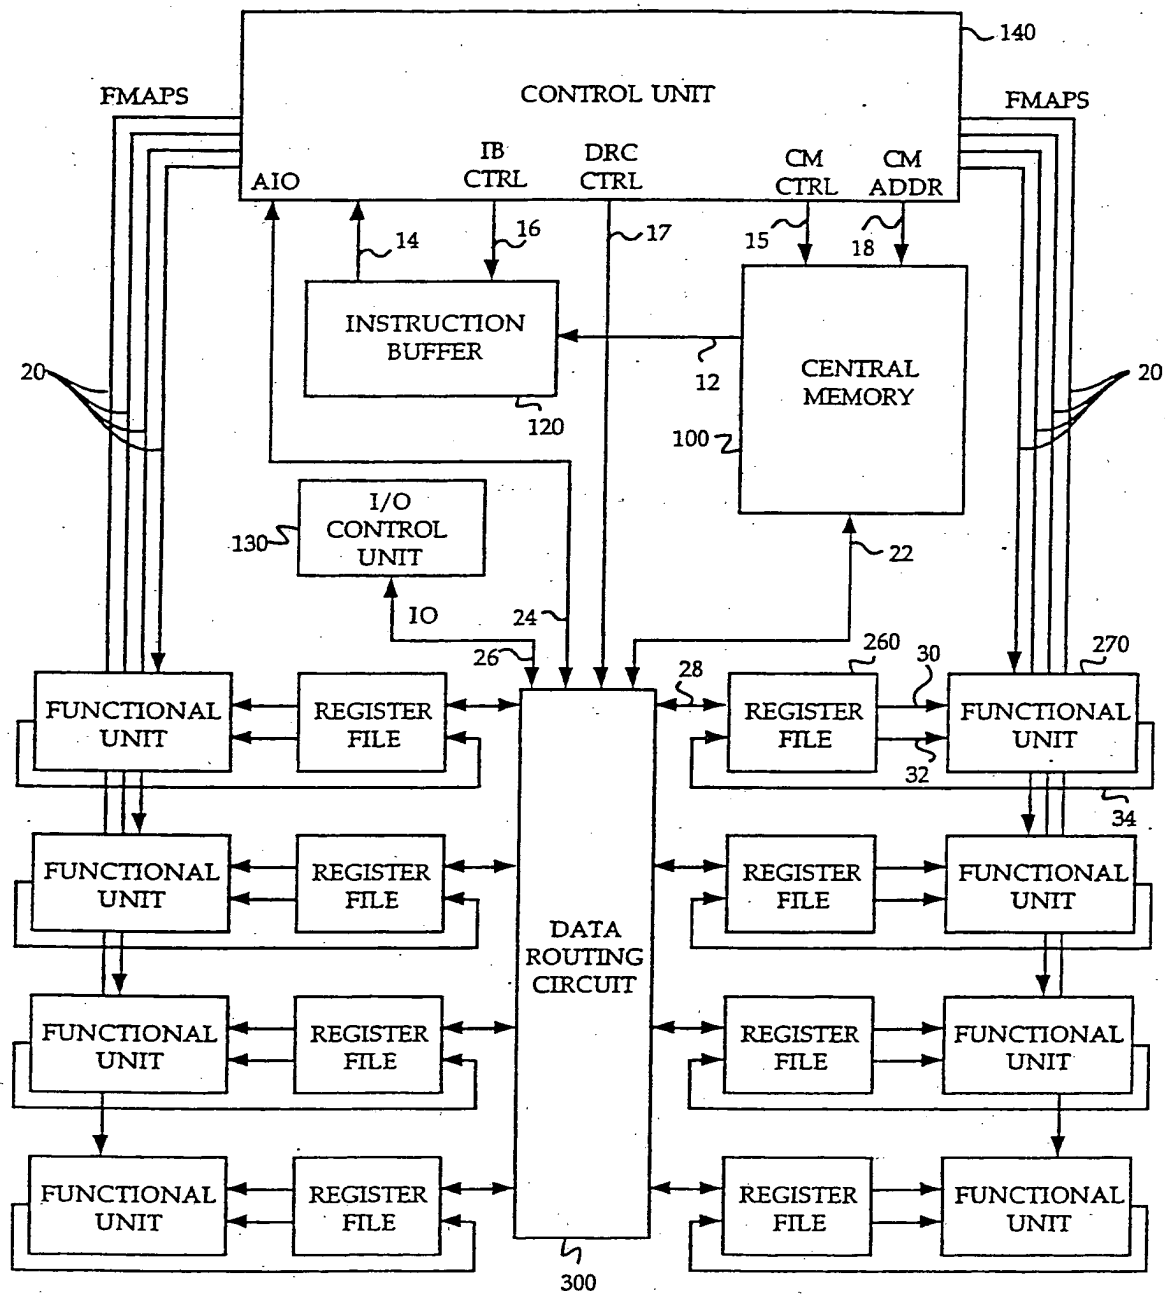 140
FMAPS
CONTROL UNIT
FMAPS
AIO
IB
CTRL
DRC
CTRL
CM
CTRL
CM
ADDR
14
16
17
15
18
INSTRUCTION
BUFFER
12
CENTRAL
MEMORY
20
20
120
100
I/O
CONTROL
UNIT
130
22
IO
24
26
28
260
30
270
FUNCTIONAL
UNIT
REGISTER
FILE
REGISTER
FILE
32
FUNCTIONAL
UNIT
34
FUNCTIONAL
UNIT
REGISTER
FILE
REGISTER
FILE
FUNCTIONAL
UNIT
DATA
ROUTING
CIRCUIT
FUNCTIONAL
UNIT
REGISTER
FILE
REGISTER
FILE
FUNCTIONAL
UNIT
FUNCTIONAL
UNIT
REGISTER
FILE
REGISTER
FILE
FUNCTIONAL
UNIT
300